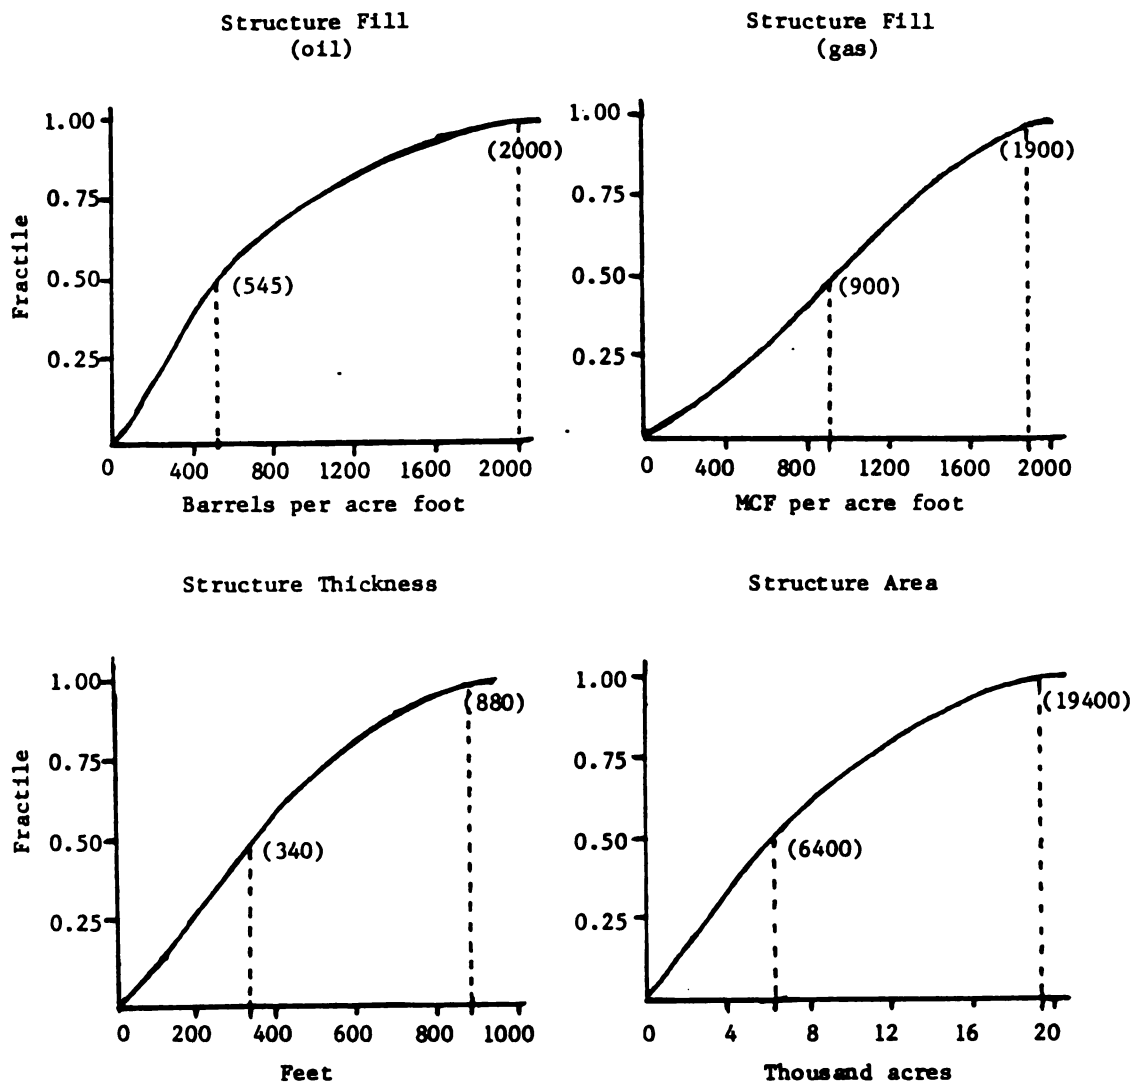 Structure Fill
(oil)
Structure Fill
(gas)
Fractile
1.00
0.75
0.50
0.25
(2000)
(545)
0 400 800 1200 1600 2000
Barrels per acre foot
1.00
0.75
0.50
0.25
(1900)
(900)
0 400 800 1200 1600 2000
MCF per acre foot
Structure Thickness
Structure Area
Fractile
1.00
0.75
0.50
0.25
(880)
(340)
0 200 400 600 800 1000
Feet
1.00
0.75
0.50
0.25
(19400)
(6400)
0 4 8 12 16 20
Thousand acres